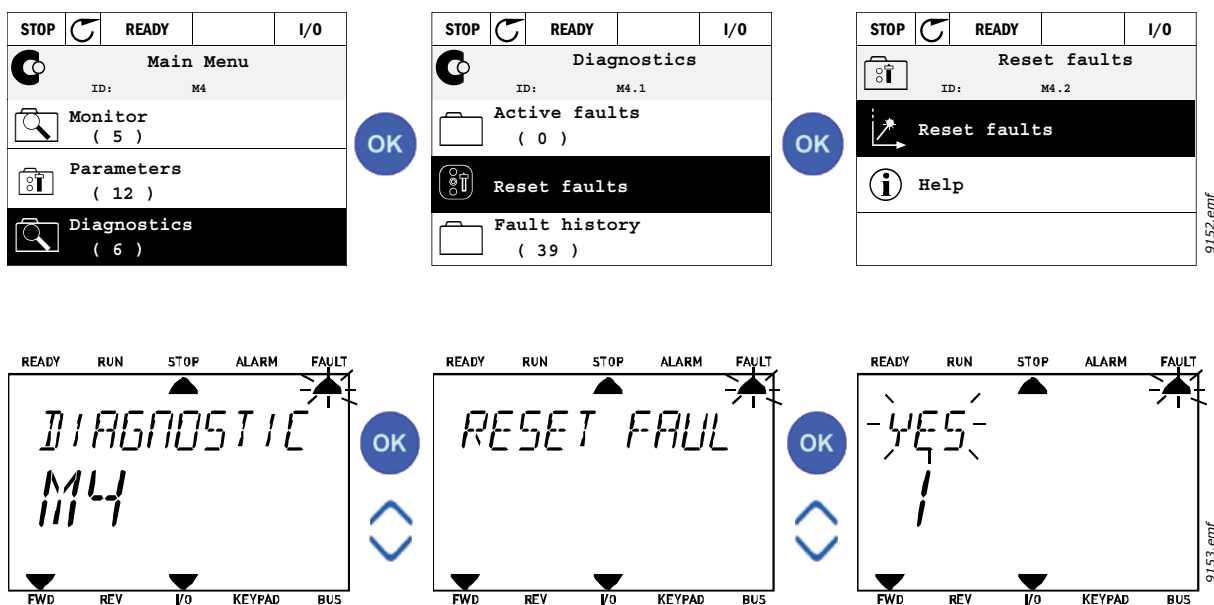 STOP READY I/O
Main Menu
ID: M4
Monitor
( 5 )
Parameters
( 12 )
Diagnostics
( 6 )
OK
STOP READY I/O
Diagnostics
ID: M4.1
Active faults
( 0 )
Reset faults
Fault history
( 39 )
OK
STOP READY I/O
Reset faults
ID: M4.2
Reset faults
Help
9152.emf
READY RUN STOP ALARM FAULT
DIAGNOSTIC
M4
FWD REV I/O KEYPAD BUS
OK
READY RUN STOP ALARM FAULT
RESET FAUL
FWD REV I/O KEYPAD BUS
OK
READY RUN STOP ALARM FAULT
YES
1
FWD REV I/O KEYPAD BUS
9153.emf